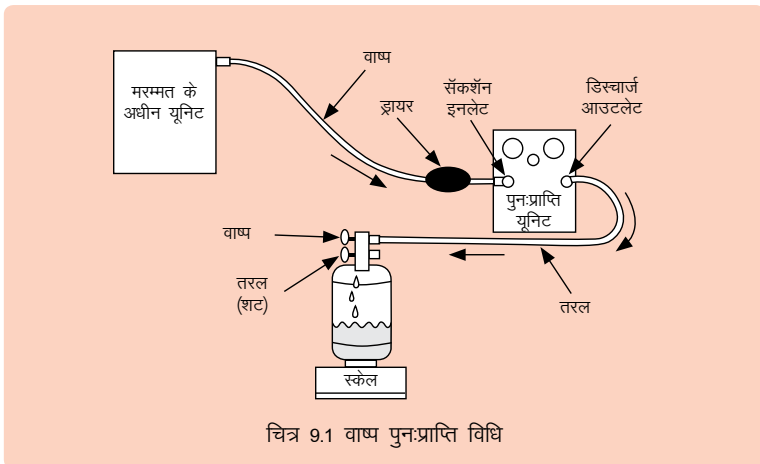 मरम्मत के
अधीन यूनिट
वाष्प
ड्रायर
सॅकशॅन
इनलेट
डिस्चार्ज
आउटलेट
पुनःप्राप्ति
यूनिट
वाष्प
तरल
(शट)
तरल
स्केल
चित्र 9.1 वाष्प पुनःप्राप्ति विधि